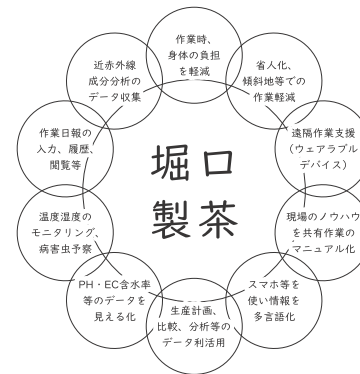 作業時、
身体の負担
を軽減
省人化、
傾斜地等での
作業軽減
遠隔作業支援
(ウェアラブル
デバイス)
現場のノウハウ
を共有作業の
マニュアル化
スマホ等を
使い情報を
多言語化
生産計画、
比較、分析等の
データ利活用
PH・EC含水率
等のデータを
見える化
温度湿度の
モニタリング、
病害虫予察
作業日報の
入力、履歴、
閲覧等
近赤外線
成分分析の
データ収集
堀口
製茶